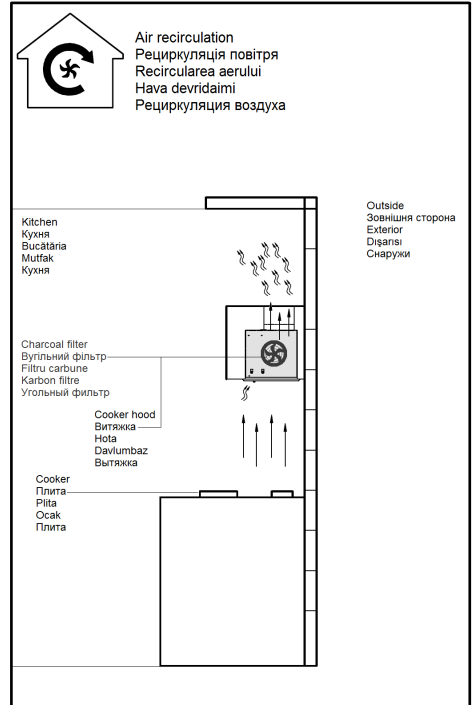 Air recirculation
Рециркуляція повітря
Recircularea aerului
Hava devridaimi
Рециркуляция воздуха
Outside
Зовнішня сторона
Exterior
Dışarısı
Снаружи
Kitchen
Кухня
Bucătăria
Mutfak
Кухня
Charcoal filter
Вугільний фільтр
Filtru carbune
Karbon filtre
Угольный фильтр
Cooker hood
Витяжка
Hota
Davlumbaz
Вытяжка
Cooker
Плита
Plita
Ocak
Плита